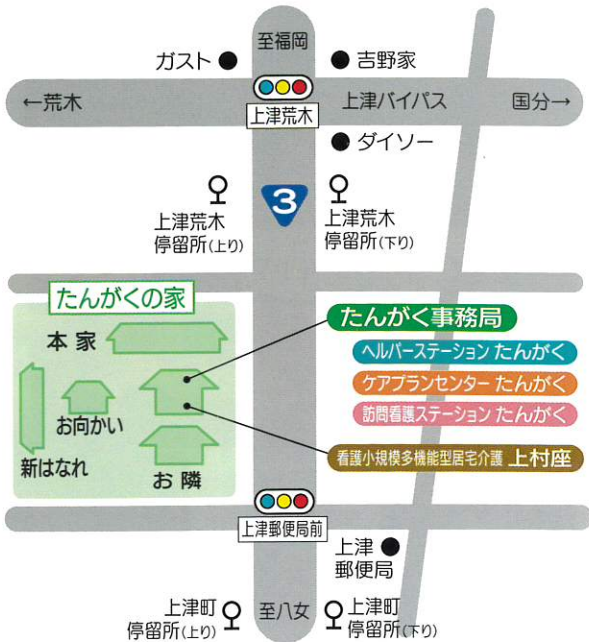 至福岡
ガスト
吉野家
←荒木
上津荒木
上津バイパス
国分→
ダイソー
3
上津荒木
停留所(上り)
上津荒木
停留所(下り)
たんがくの家
本家
お向かい
新はなれ
お隣
たんがく事務局
ヘルパーステーション たんがく
ケアプランセンター たんがく
訪問看護ステーション たんがく
看護小規模多機能型居宅介護 上村座
上津郵便局前
上津
郵便局
上津町
停留所(上り)
至八女
上津町
停留所(下り)